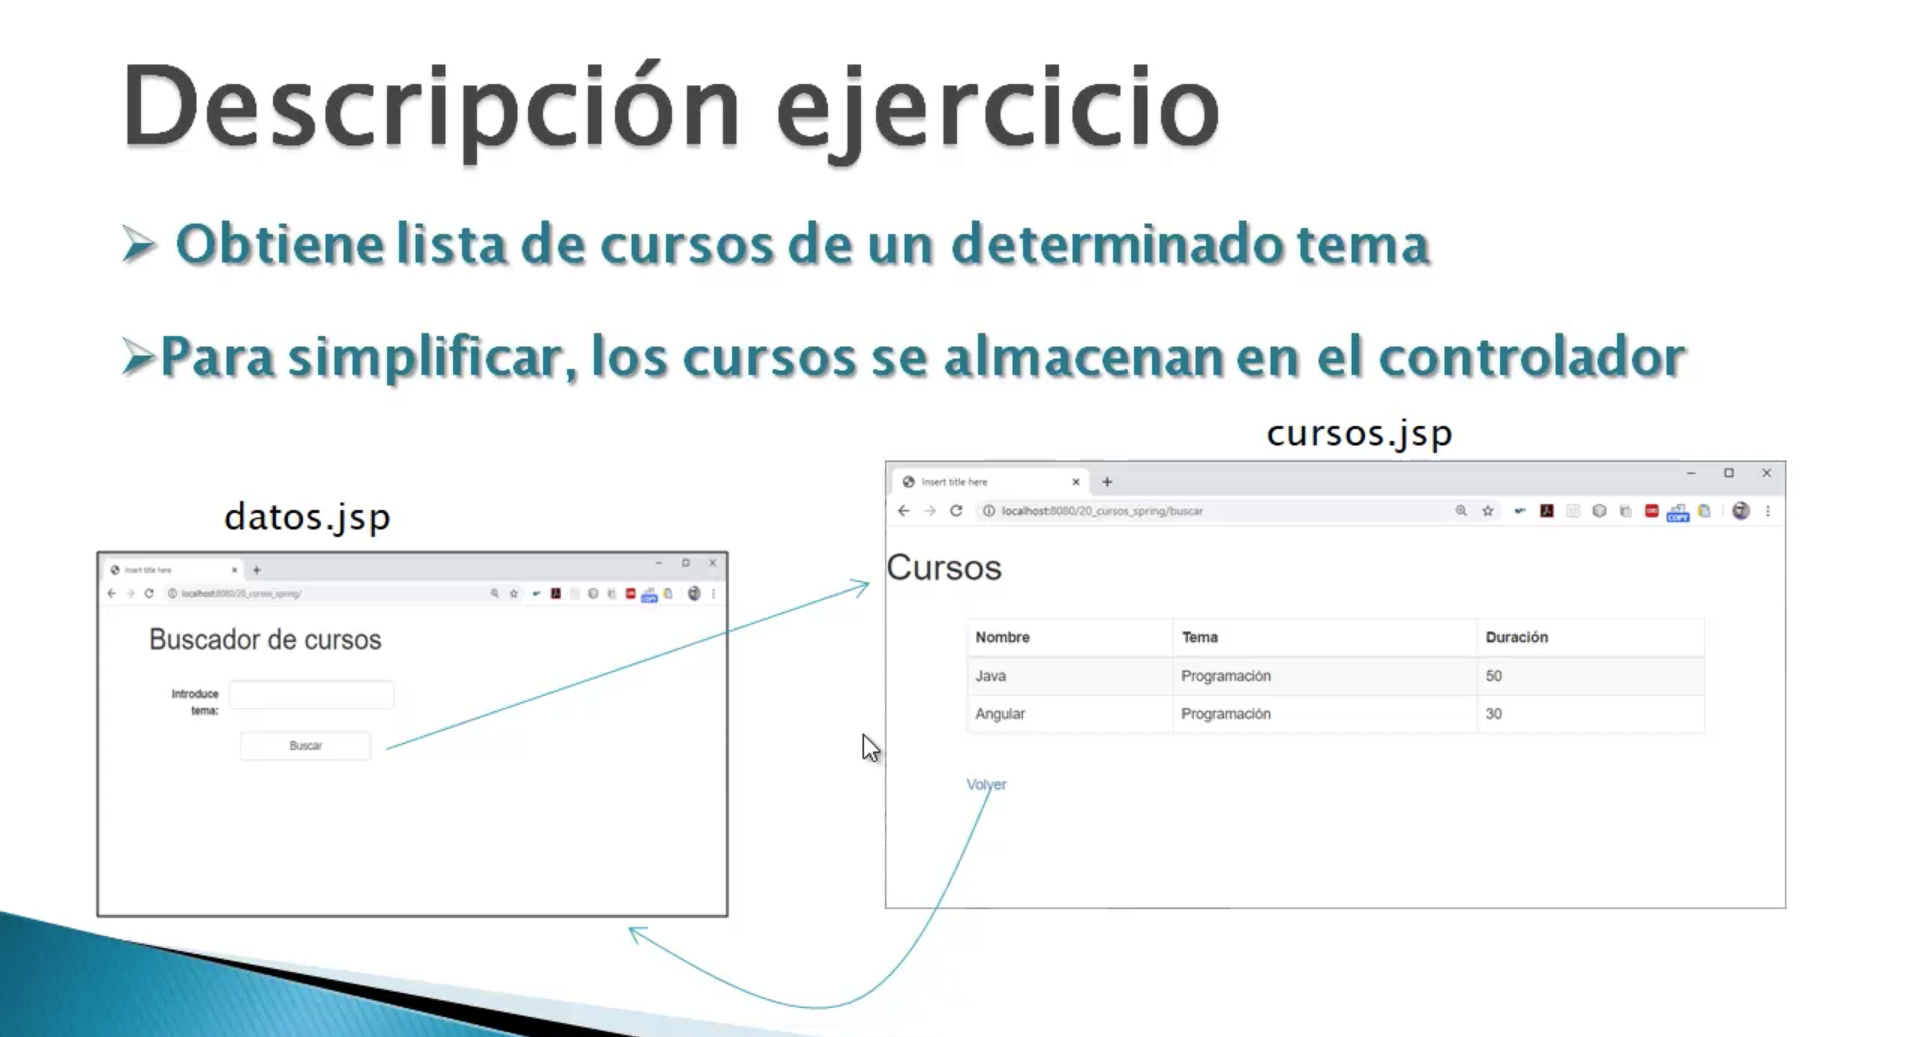 Descripción ejercicio
Obtiene lista de cursos de un determinado tema
Para simplificar, los cursos se almacenan en el controlador
datos.jsp
Insert title here
localhost:8080/20_cursos_spring/
Buscador de cursos
Introduce
tema:
Buscar
cursos.jsp
Insert title here
localhost:8080/20_cursos_spring/buscar
COPY
Cursos
Nombre Tema Duración
Java Programación 50
Angular Programación 30
Volver